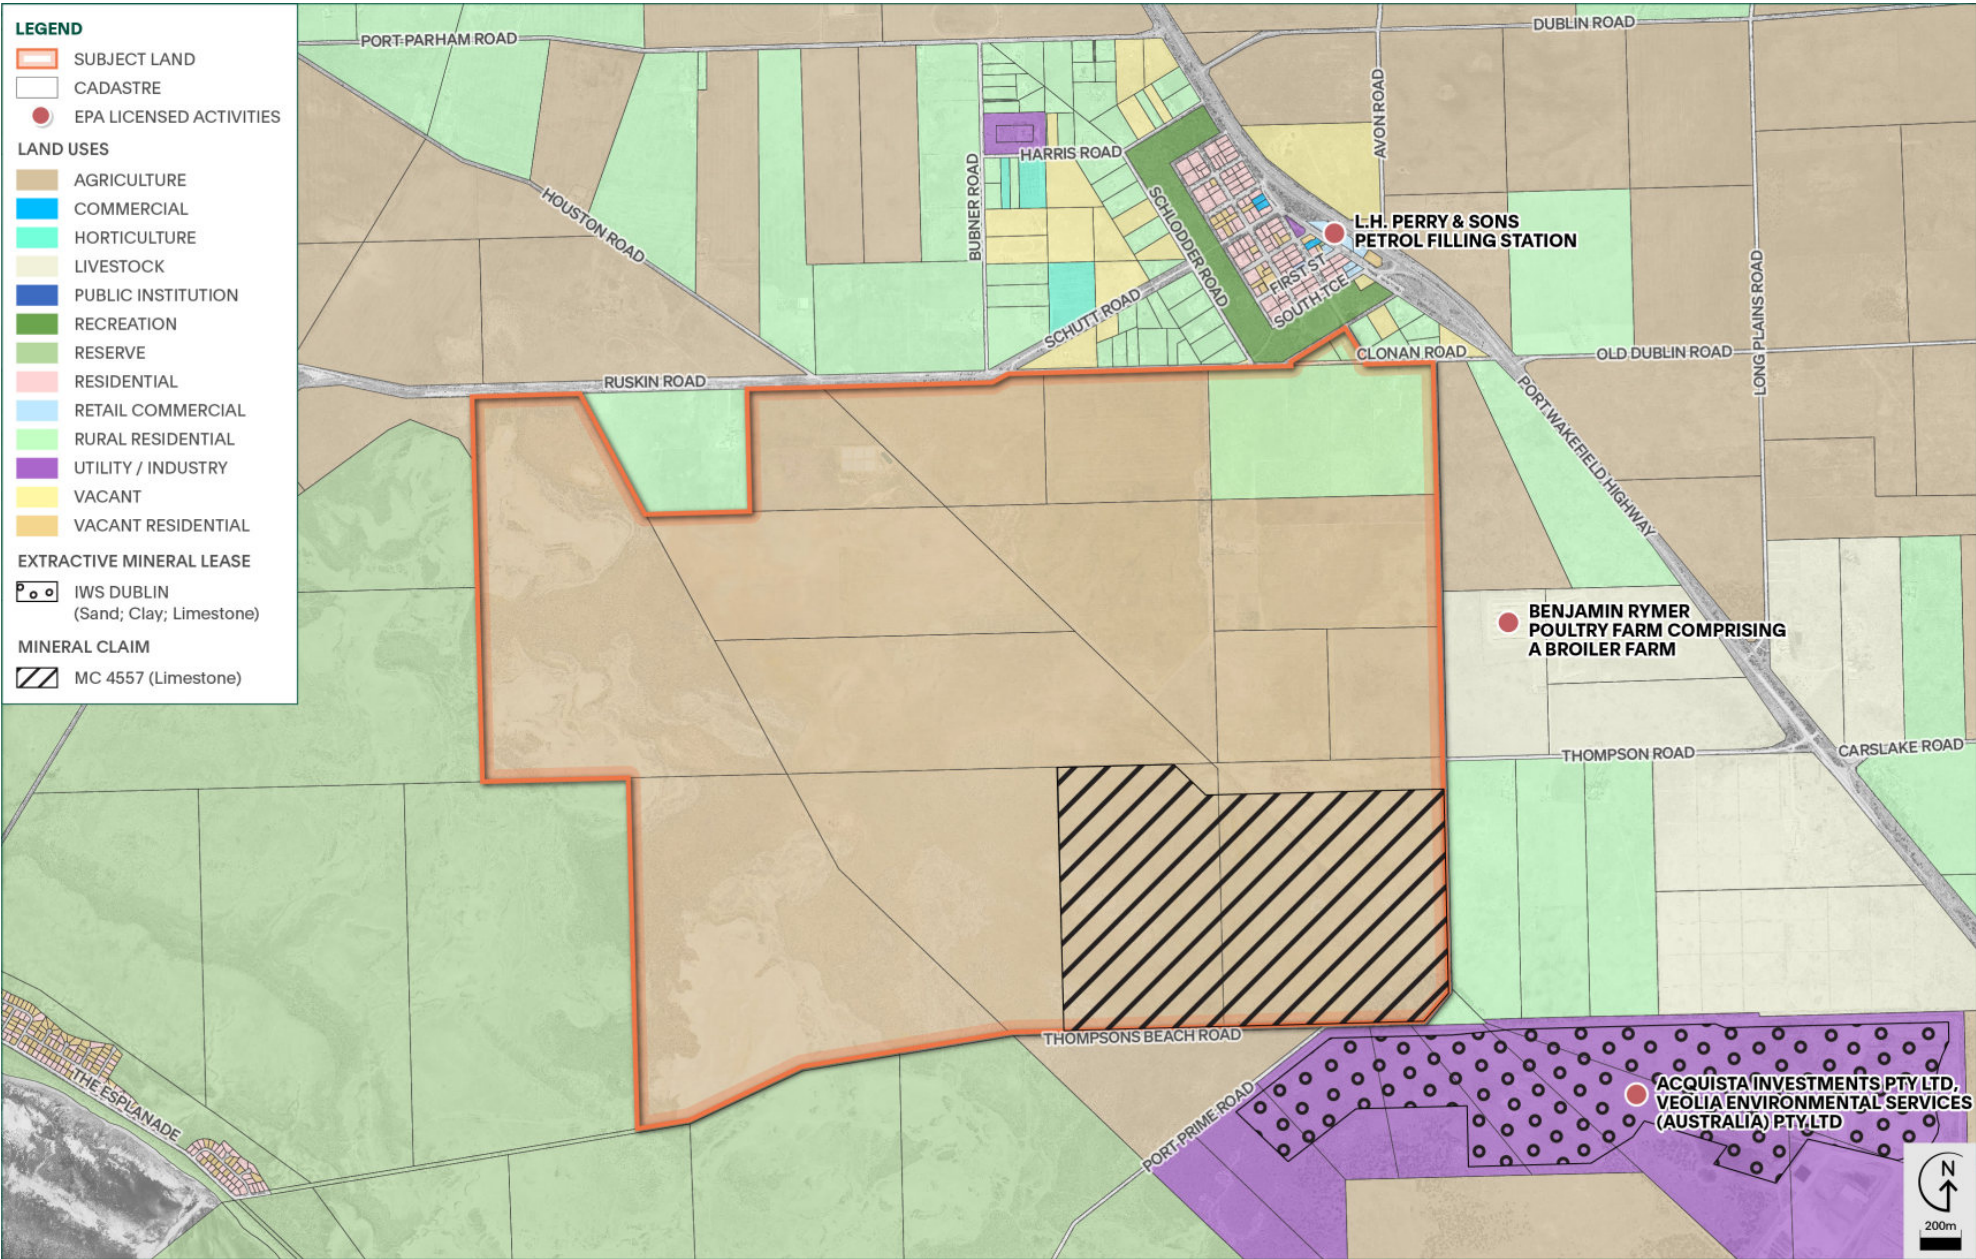 LEGEND
SUBJECT LAND
CADASTRE
EPA LICENSED ACTIVITIES
LAND USES
AGRICULTURE
COMMERCIAL
HORTICULTURE
LIVESTOCK
PUBLIC INSTITUTION
RECREATION
RESERVE
RESIDENTIAL
RETAIL COMMERCIAL
RURAL RESIDENTIAL
UTILITY / INDUSTRY
VACANT
VACANT RESIDENTIAL
EXTRACTIVE MINERAL LEASE
IWS DUBLIN
(Sand; Clay; Limestone)
MINERAL CLAIM
MC 4557 (Limestone)
PORT PARHAM ROAD
DUBLIN ROAD
AVON ROAD
HARRIS ROAD
BUBNER ROAD
HOUSTON ROAD
SCHLODDER ROAD
L.H. PERRY & SONS
PETROL FILLING STATION
FIRST ST
SOUTH TCE
SCHUTT ROAD
LONG PLAINS ROAD
CLONAN ROAD
OLD DUBLIN ROAD
RUSKIN ROAD
PORT WAKEFIELD HIGHWAY
BENJAMIN RYMER
POULTRY FARM COMPRISING
A BROILER FARM
THOMPSON ROAD
CARSLAKE ROAD
THOMPSONS BEACH ROAD
THE ESPLANADE
PORT PRIME ROAD
ACQUISTA INVESTMENTS PTY LTD,
VEOLIA ENVIRONMENTAL SERVICES
(AUSTRALIA) PTY LTD
N
200m